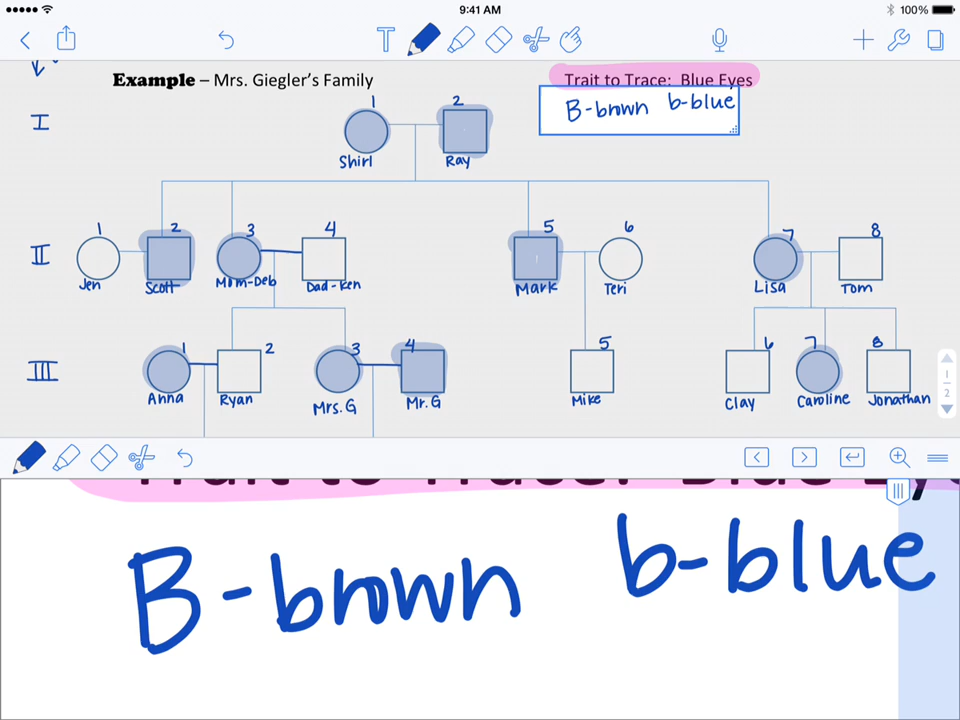 9:41 AM
100%
T
Example – Mrs. Giegler's Family
Trait to Trace: Blue Eyes
B-brown b-blue
I
1
2
Shirl
Ray
II
1
2
3
4
5
6
7
8
Jen
Scott
Mom-Deb
Dad-Ken
Mark
Teri
Lisa
Tom
III
1
2
3
4
5
6
7
8
Anna
Ryan
Mrs. G
Mr. G
Mike
Clay
Caroline
Jonathan
1
2
B-brown b-blue